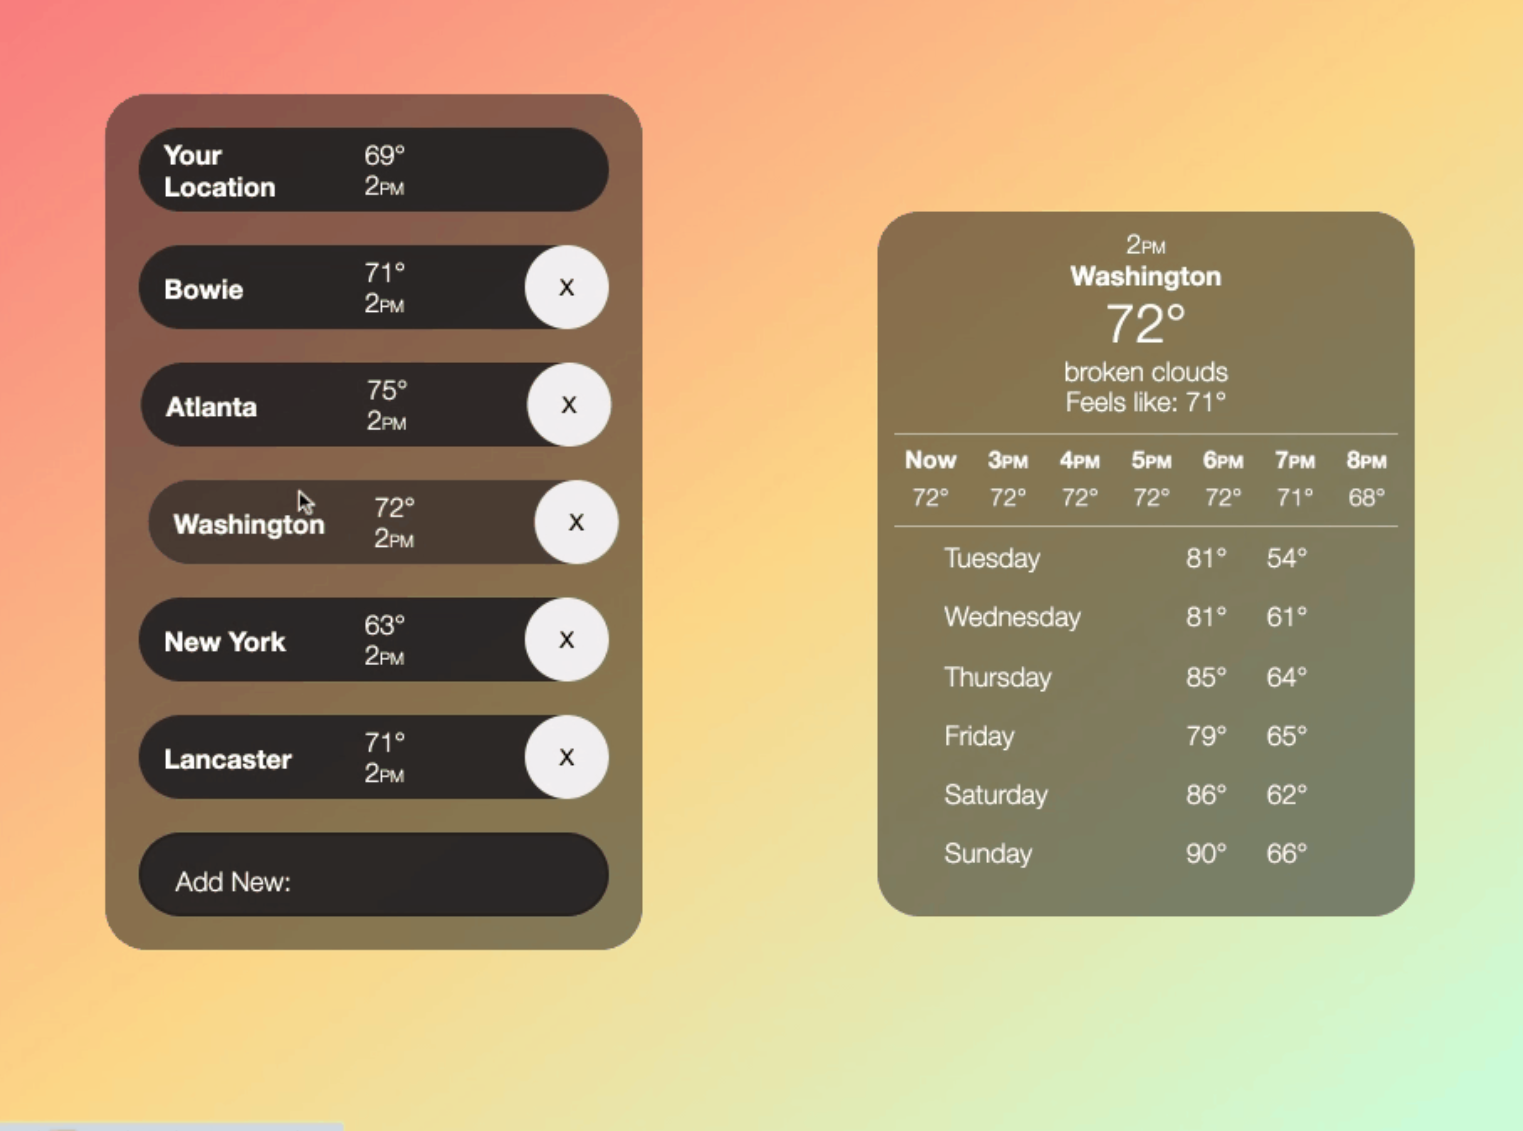 Your
Location
69°
2PM
Bowie
71°
2PM
X
Atlanta
75°
2PM
X
Washington
72°
2PM
X
New York
63°
2PM
X
Lancaster
71°
2PM
X
Add New:
2PM
Washington
72°
broken clouds
Feels like: 71°
Now 3PM 4PM 5PM 6PM 7PM 8PM
72° 72° 72° 72° 72° 71° 68°
Tuesday 81° 54°
Wednesday 81° 61°
Thursday 85° 64°
Friday 79° 65°
Saturday 86° 62°
Sunday 90° 66°